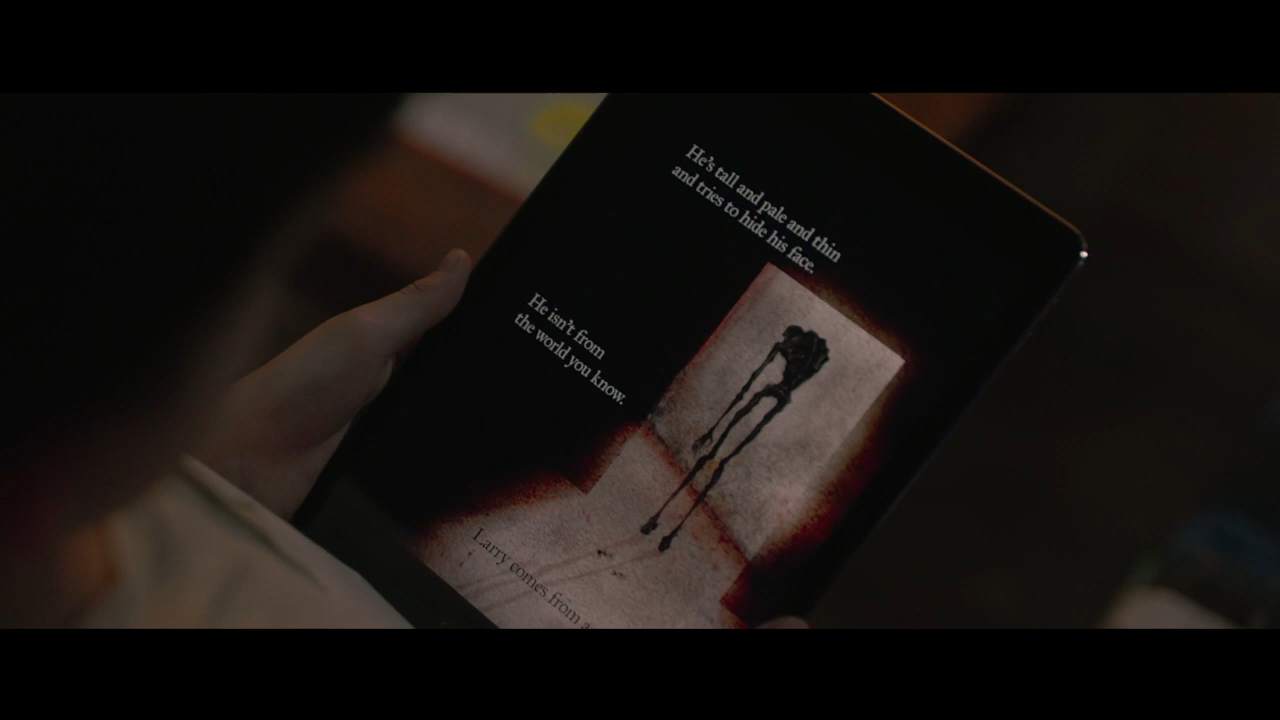 He's tall and pale and thin
and tries to hide his face.
He isn't from
the world you know.
Larry comes from a